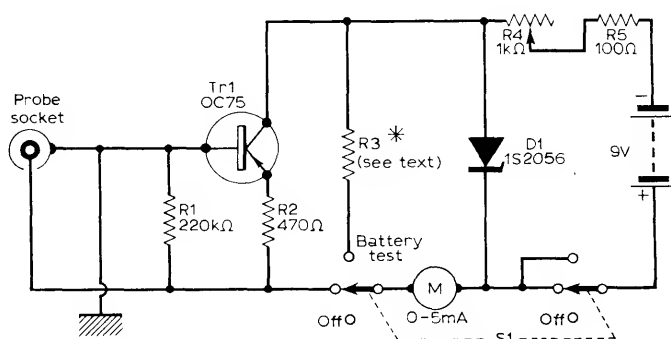 R4
1kΩ
R5
100Ω
Tr1
OC75
Probe
socket
R3 *
(see text)
D1
1S2056
−
9V
+
R1
220kΩ
R2
470Ω
Battery
test
M
Off
0-5mA
Off
S1